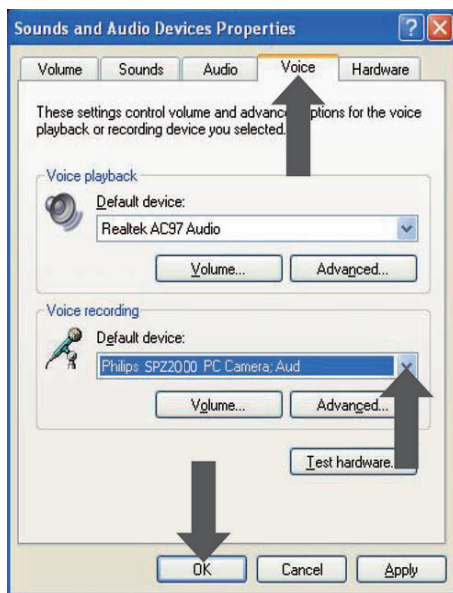 Sounds and Audio Devices Properties
Volume Sounds Audio Voice Hardware
These settings control volume and advanced options for the voice
playback or recording device you selected.
Voice playback
Default device:
Realtek AC97 Audio
Volume... Advanced...
Voice recording
Default device:
Philips SPZ2000 PC Camera; Aud
Volume... Advanced...
Test hardware...
OK Cancel Apply